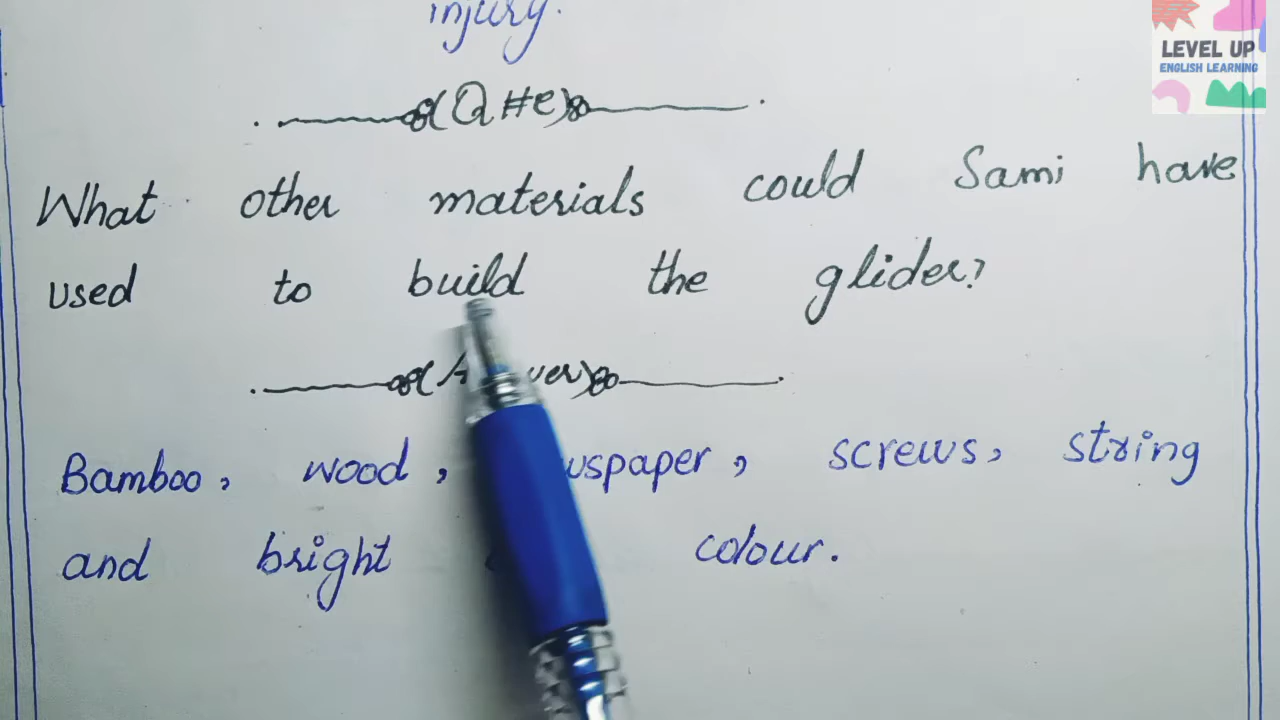 injury.
LEVEL UP
ENGLISH LEARNING
(Q #e)
What other materials could Sami have
used to build the glider?
Bamboo, wood, screws, string
and bright colour.